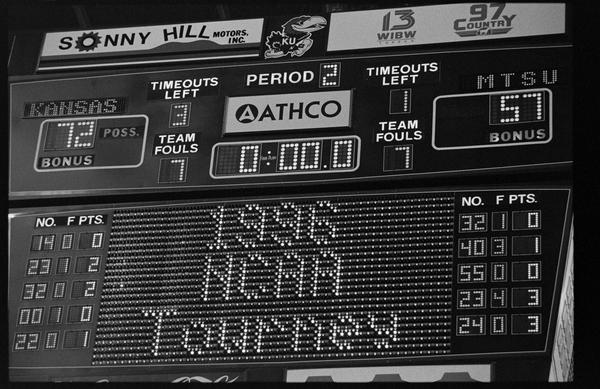 SONNY HILL MOTORS, INC.
KU
13 WIBW
97 COUNTRY
KANSAS
72 POSS.
BONUS
TIMEOUTS LEFT
3
TEAM FOULS
7
PERIOD 2
ATHCO
0:00.0
TIMEOUTS LEFT
1
TEAM FOULS
7
MTSU
57
BONUS
NO. F PTS.
14 0 0
23 1 2
32 0 2
00 1 0
22 0 1
1996
NCAA
Tourney
NO. F PTS.
32 1 0
40 3 1
55 0 0
23 4 3
24 0 3